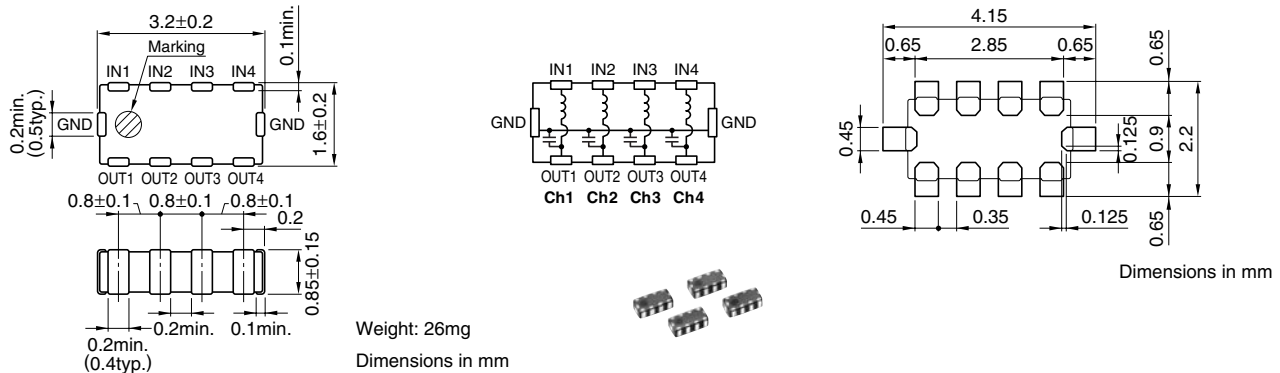 3.2±0.2
Marking
0.1min.
IN1 IN2 IN3 IN4
0.2min.
(0.5typ.)
GND
GND
1.6±0.2
OUT1 OUT2 OUT3 OUT4
0.8±0.1 0.8±0.1 0.8±0.1
0.2
0.85±0.15
0.2min. 0.1min.
0.2min.
(0.4typ.)
Weight: 26mg
Dimensions in mm
IN1 IN2 IN3 IN4
GND
GND
OUT1 OUT2 OUT3 OUT4
Ch1 Ch2 Ch3 Ch4
4.15
0.65 2.85 0.65
0.65
0.45
0.125
0.9
2.2
0.45 0.35 0.125
0.65
Dimensions in mm